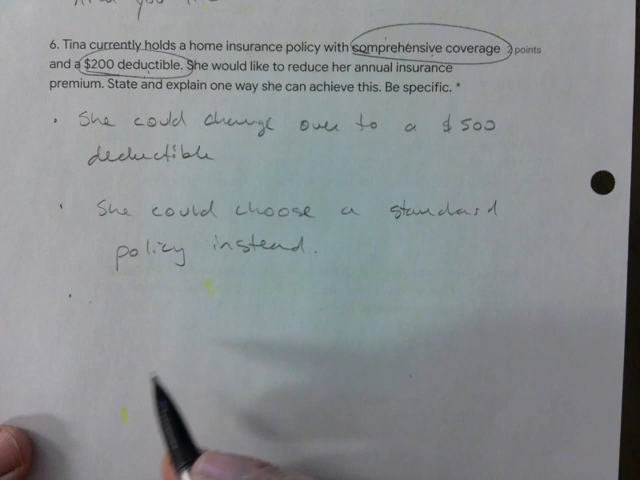 6. Tina currently holds a home insurance policy with comprehensive coverage 2 points
and a $200 deductible. She would like to reduce her annual insurance
premium. State and explain one way she can achieve this. Be specific. *
• She could change over to a $500
deductible
• She could choose a standard
policy instead.
•